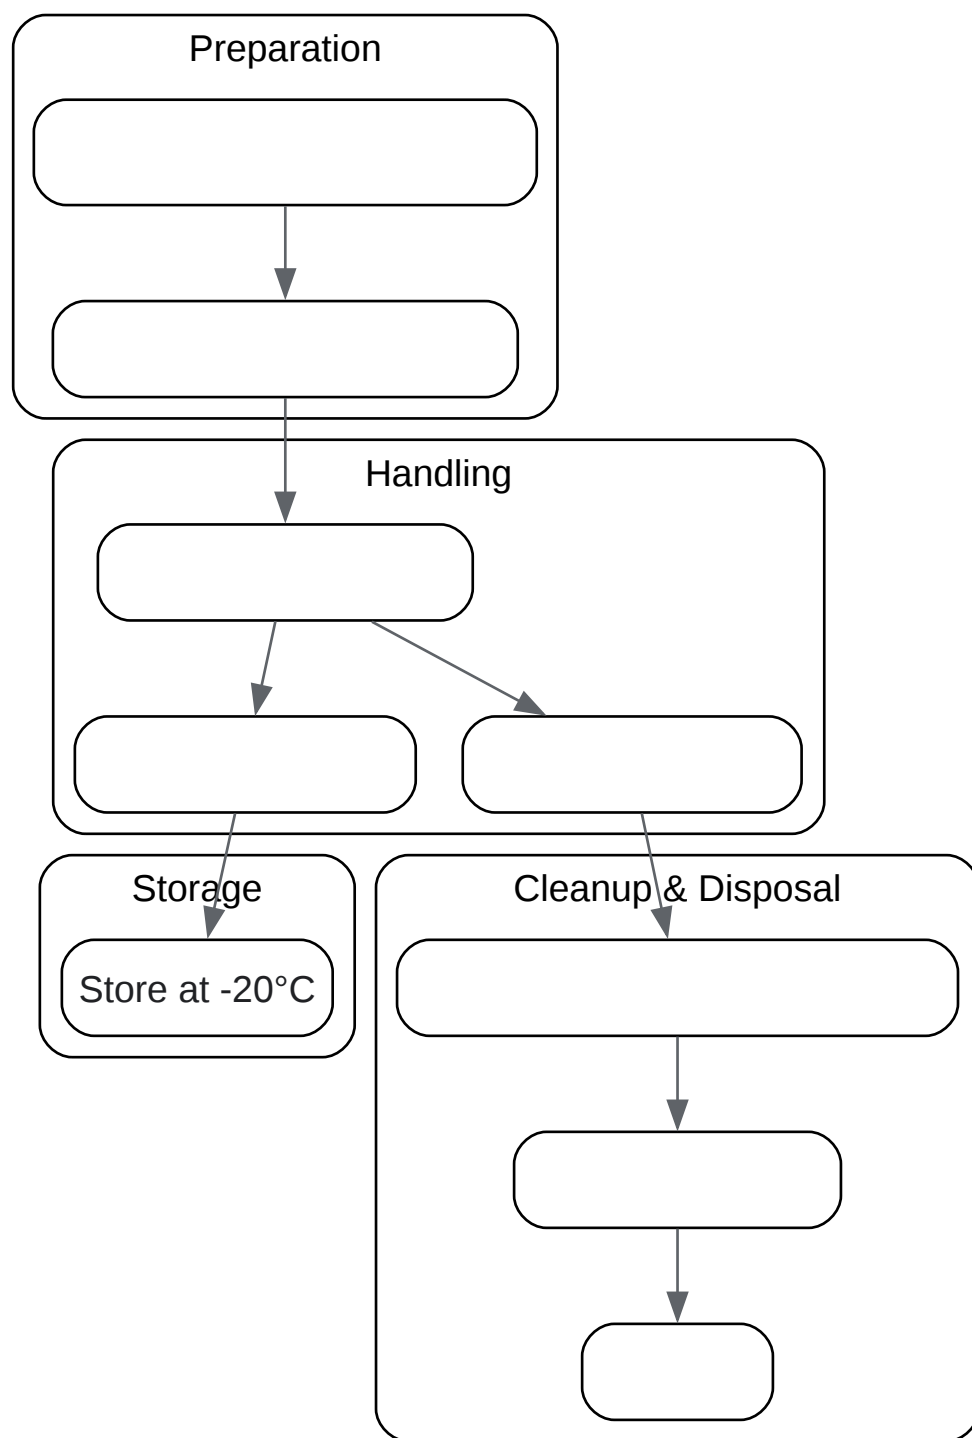 Preparation
Handling
Storage
Store at -20°C
Cleanup & Disposal